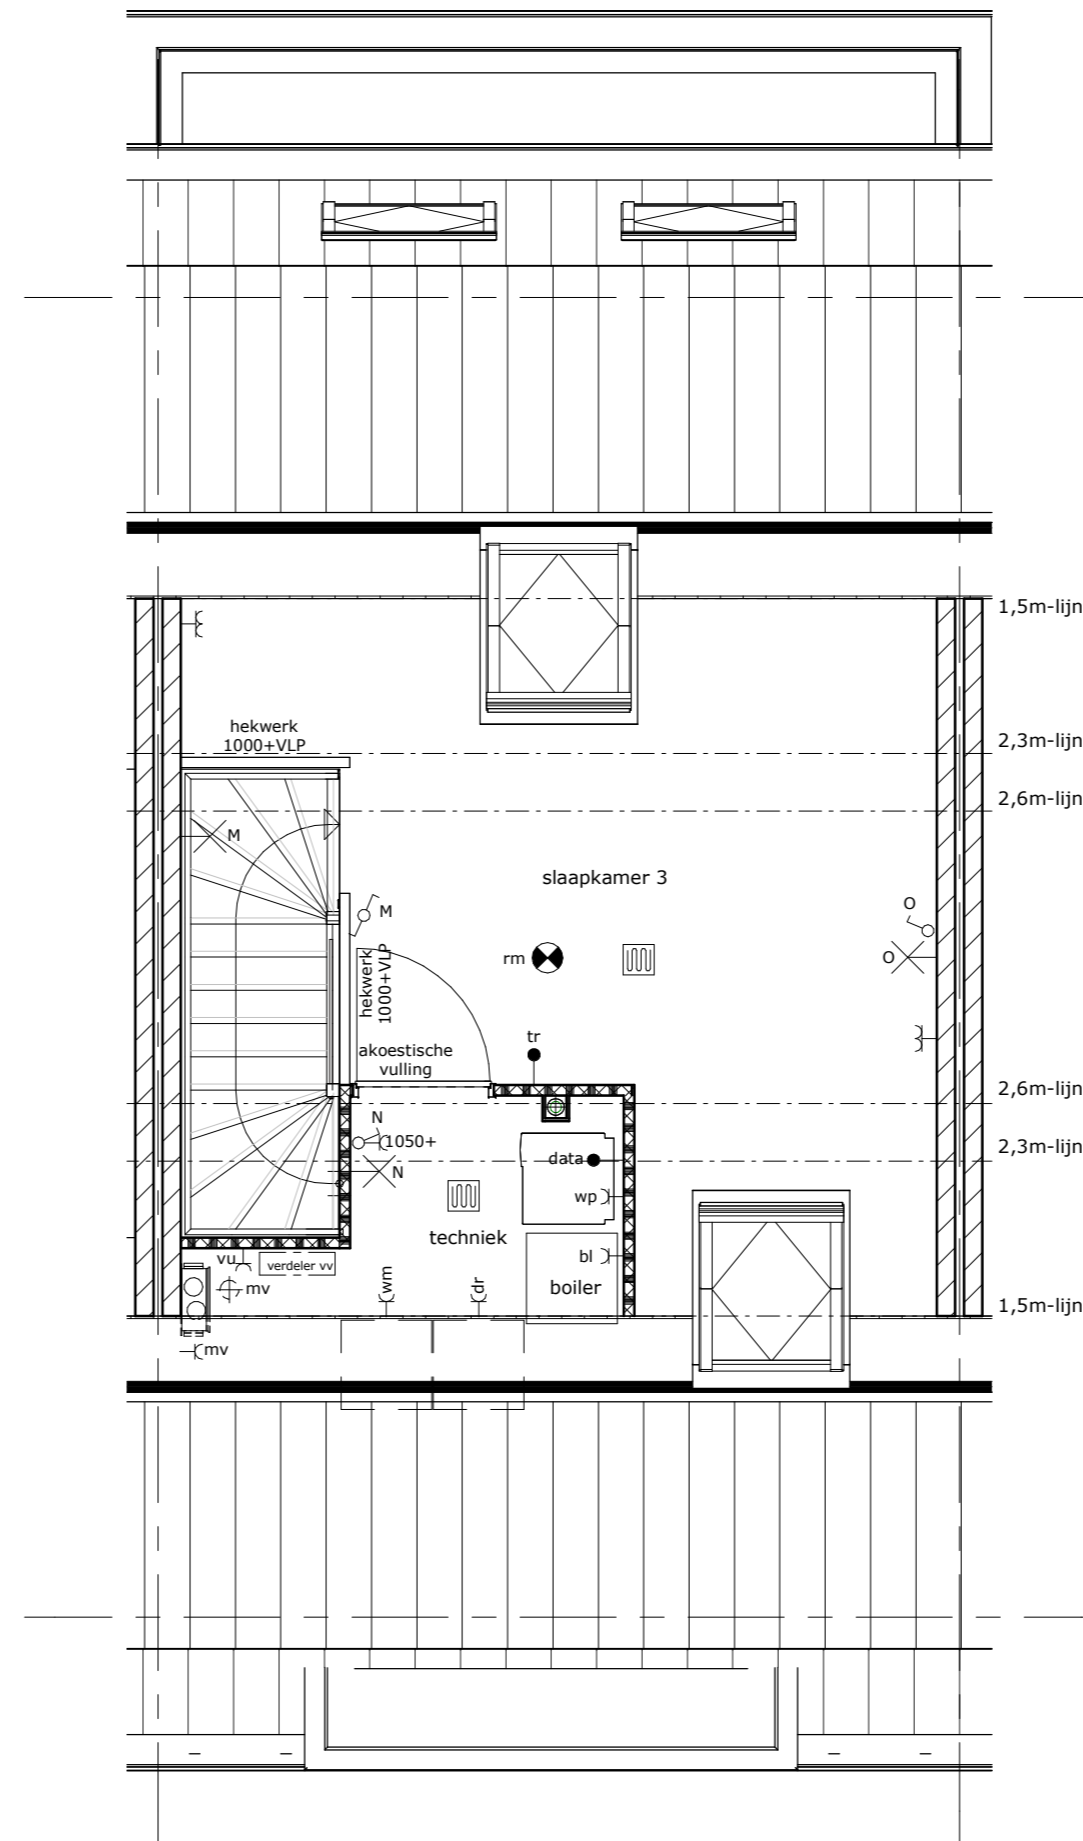 1,5m-lijn
hekwerk
1000+VLP
2,3m-lijn
2,6m-lijn
M
slaapkamer 3
M
O
O
rm
hekwerk
1000+VLP
tr
akoestische
vulling
2,6m-lijn
N
1050+
2,3m-lijn
data
N
wp
techniek
vu
verdeler vv
bl
mv
wm
dr
boiler
1,5m-lijn
mv